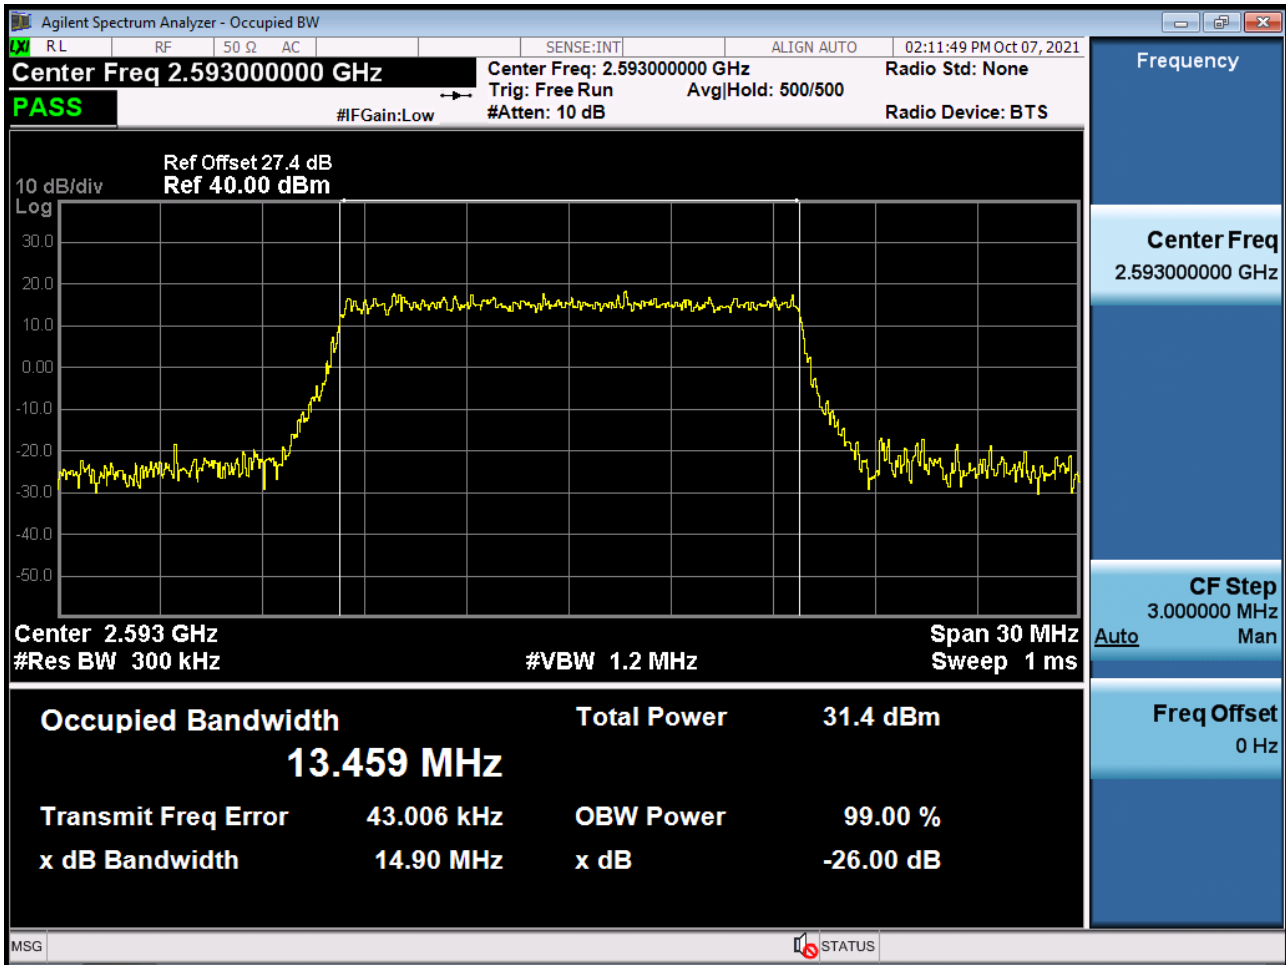 Agilent Spectrum Analyzer - Occupied BW
LXI RL RF 50 Ω AC SENSE:INT ALIGN AUTO 02:11:49 PM Oct 07, 2021
Center Freq 2.593000000 GHz
PASS
#IFGain:Low
Center Freq: 2.593000000 GHz
Trig: Free Run Avg|Hold: 500/500
#Atten: 10 dB
Radio Std: None
Radio Device: BTS
Ref Offset 27.4 dB
10 dB/div Ref 40.00 dBm
Log
30.0
20.0
10.0
0.00
-10.0
-20.0
-30.0
-40.0
-50.0
Center 2.593 GHz Span 30 MHz
#Res BW 300 kHz #VBW 1.2 MHz Sweep 1 ms
Occupied Bandwidth Total Power 31.4 dBm
13.459 MHz
Transmit Freq Error 43.006 kHz OBW Power 99.00 %
x dB Bandwidth 14.90 MHz x dB -26.00 dB
Frequency
Center Freq
2.593000000 GHz
CF Step
3.000000 MHz
Auto Man
Freq Offset
0 Hz
MSG STATUS